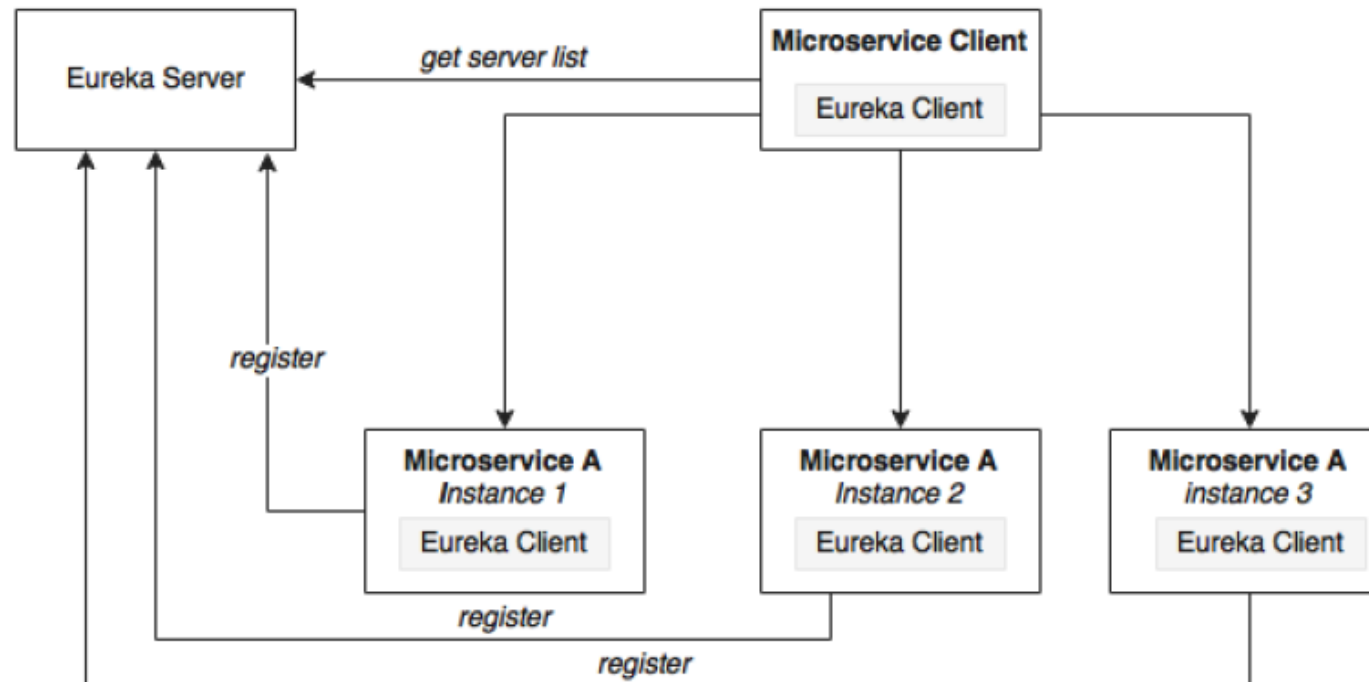 Eureka Server
get server list
Microservice Client
Eureka Client
register
Microservice A
Instance 1
Eureka Client
Microservice A
Instance 2
Eureka Client
Microservice A
instance 3
Eureka Client
register
register